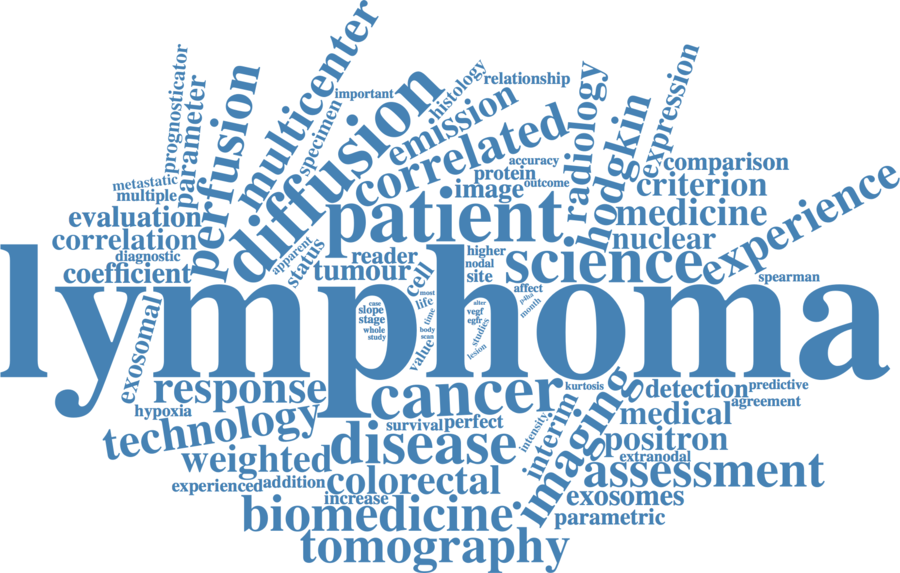 lymphoma
prognosticator
parameter
perfusion
multicenter
specimen
important
diffusion
histology
relationship
emission
correlated
accuracy
protein
outcome
image
radiology
hodgkin
expression
comparison
criterion
medicine
nuclear
experience
spearman
metastatic
multiple
evaluation
correlation
diagnostic
coefficient
patient
apparent
status
reader
tumour
cell
higher
nodal
site
science
affect
month
case
slope
stage
whole
study
most
life
time
body
scan
value
alter
vegf
egfr
studies
lesion
exosomal
response
hypoxia
technology
weighted
experienced
addition
increase
colorectal
disease
survival
perfect
cancer
kurtosis
intensity
interim
imaging
detection
predictive
agreement
medical
positron
extranodal
assessment
exosomes
parametric
biomedicine
tomography